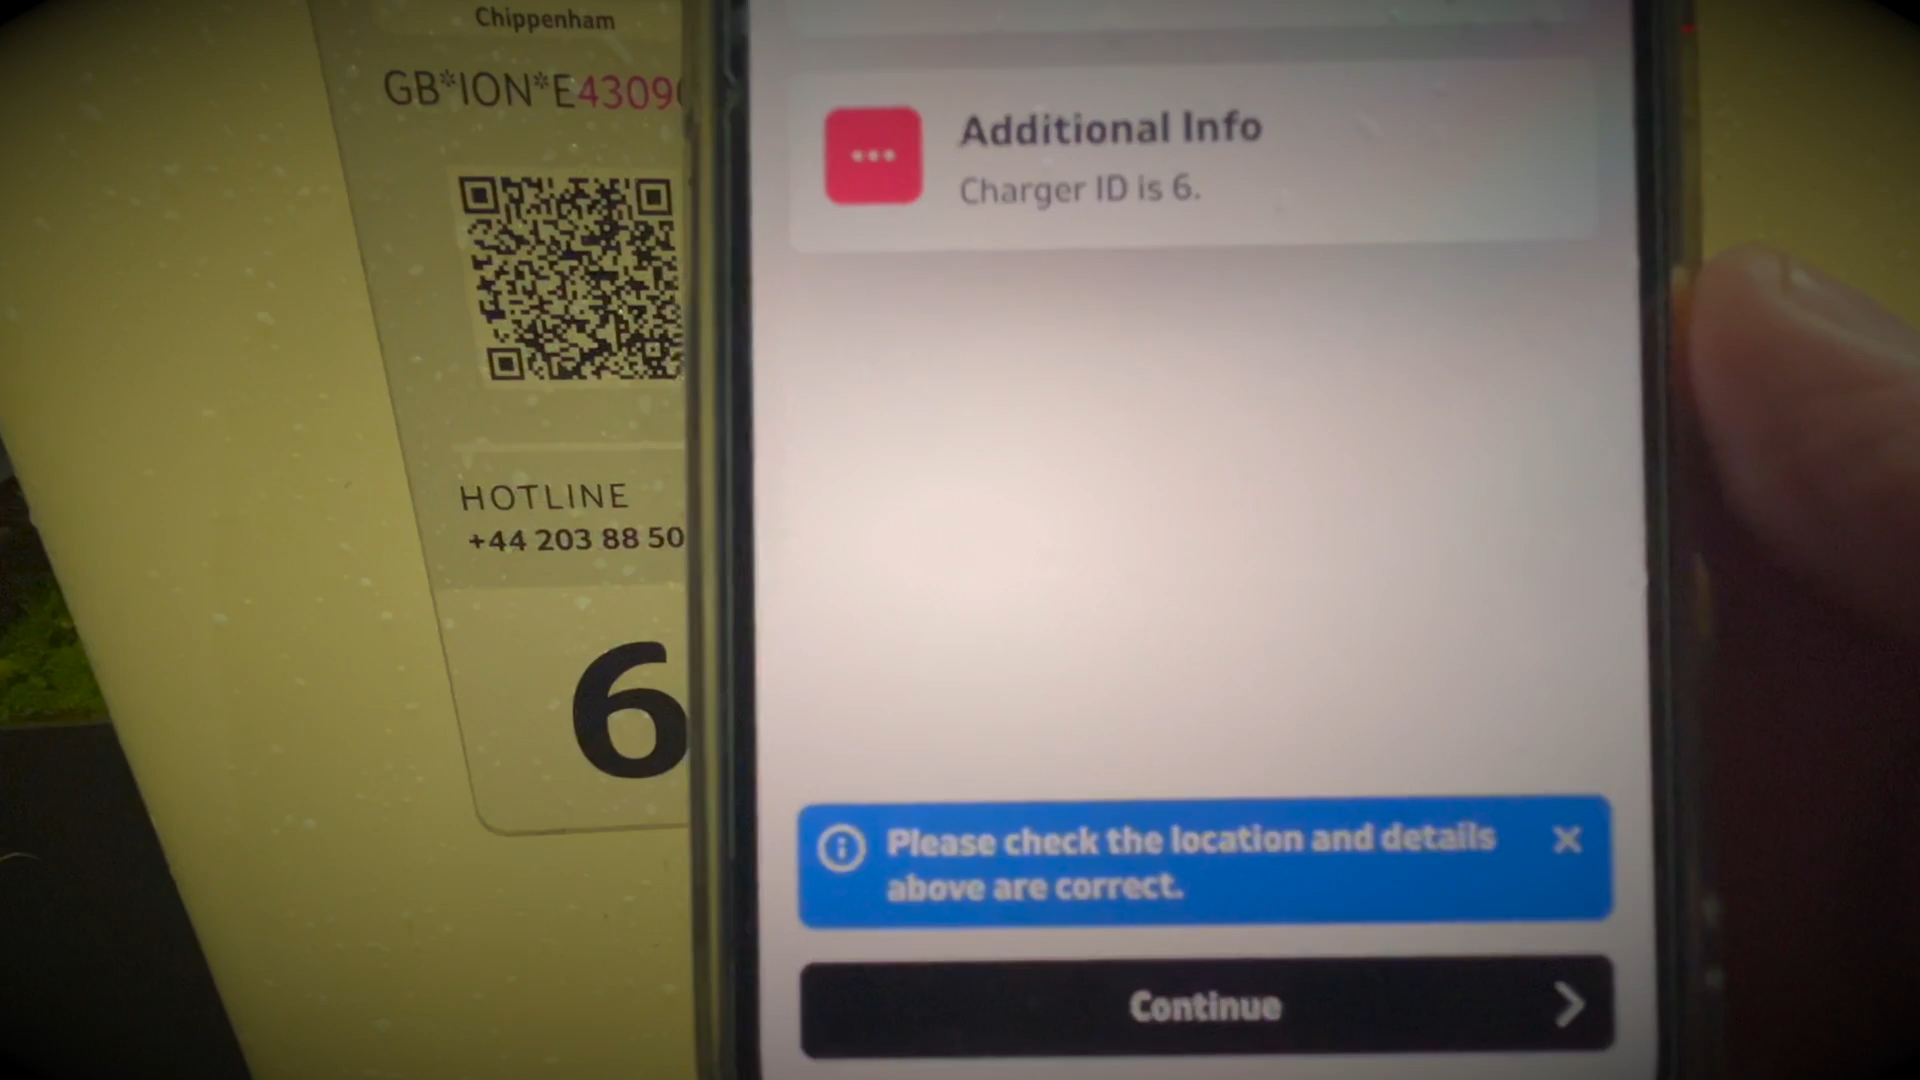 Chippenham
GB*ION*E4309
HOTLINE
+44 203 88 50
6
Additional Info
Charger ID is 6.
Please check the location and details
above are correct.
Continue